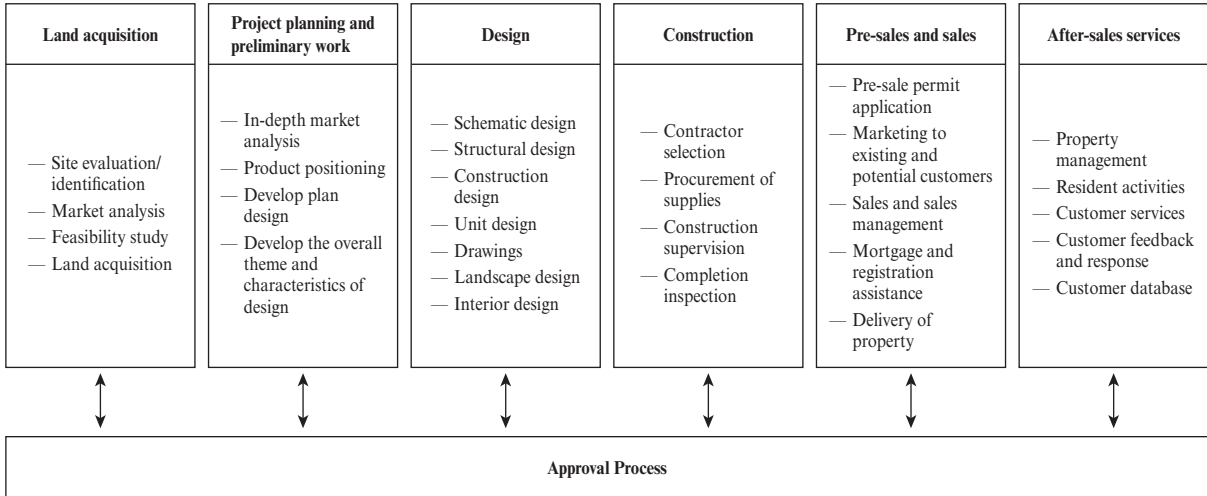 Land acquisition
— Site evaluation/
identification
— Market analysis
— Feasibility study
— Land acquisition
Project planning and
preliminary work
— In-depth market
analysis
— Product positioning
— Develop plan
design
— Develop the overall
theme and
characteristics of
design
Design
— Schematic design
— Structural design
— Construction
design
— Unit design
— Drawings
— Landscape design
— Interior design
Construction
— Contractor
selection
— Procurement of
supplies
— Construction
supervision
— Completion
inspection
Pre-sales and sales
— Pre-sale permit
application
— Marketing to
existing and
potential customers
— Sales and sales
management
— Mortgage and
registration
assistance
— Delivery of
property
After-sales services
— Property
management
— Resident activities
— Customer services
— Customer feedback
and response
— Customer database
Approval Process